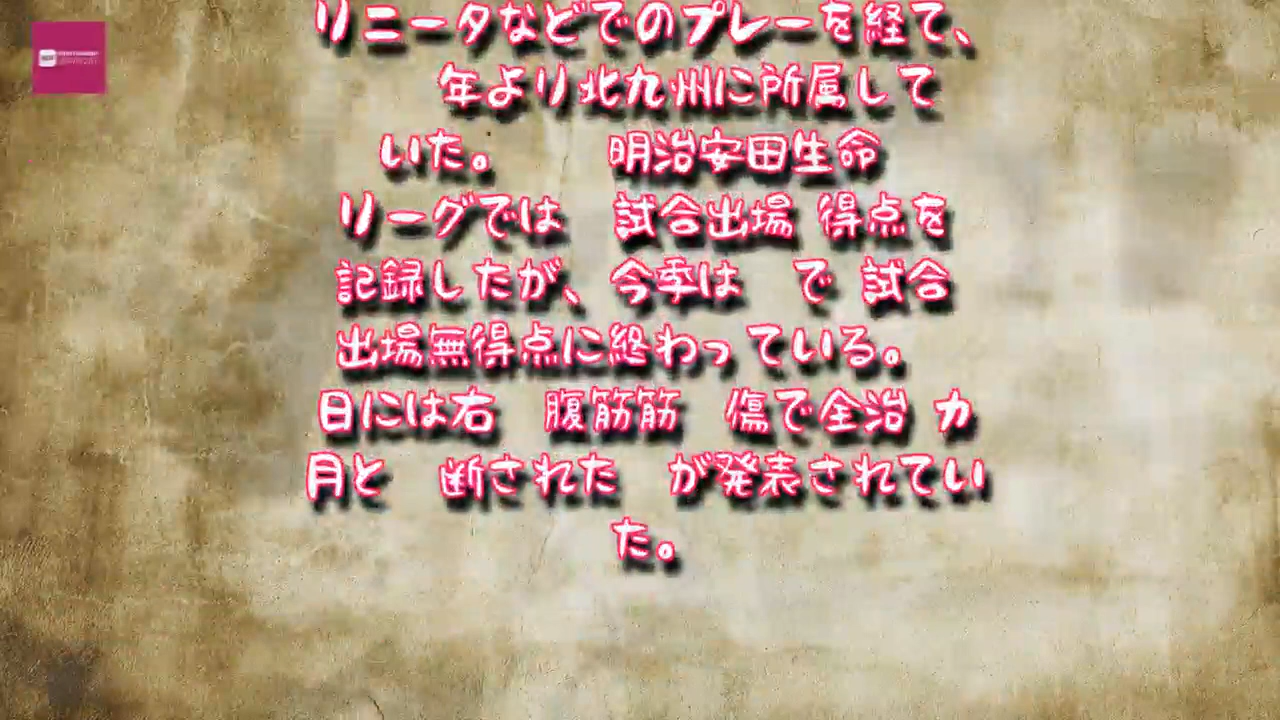 リニータなどでのプレーを経て、
年より北九州に所属して
いた。 明治安田生命
リーグでは 試合出場 得点を
記録したが、今季は で 試合
出場無得点に終わっている。
日には右 腹筋筋 傷で全治 カ
月と 断された が発表されてい
た。